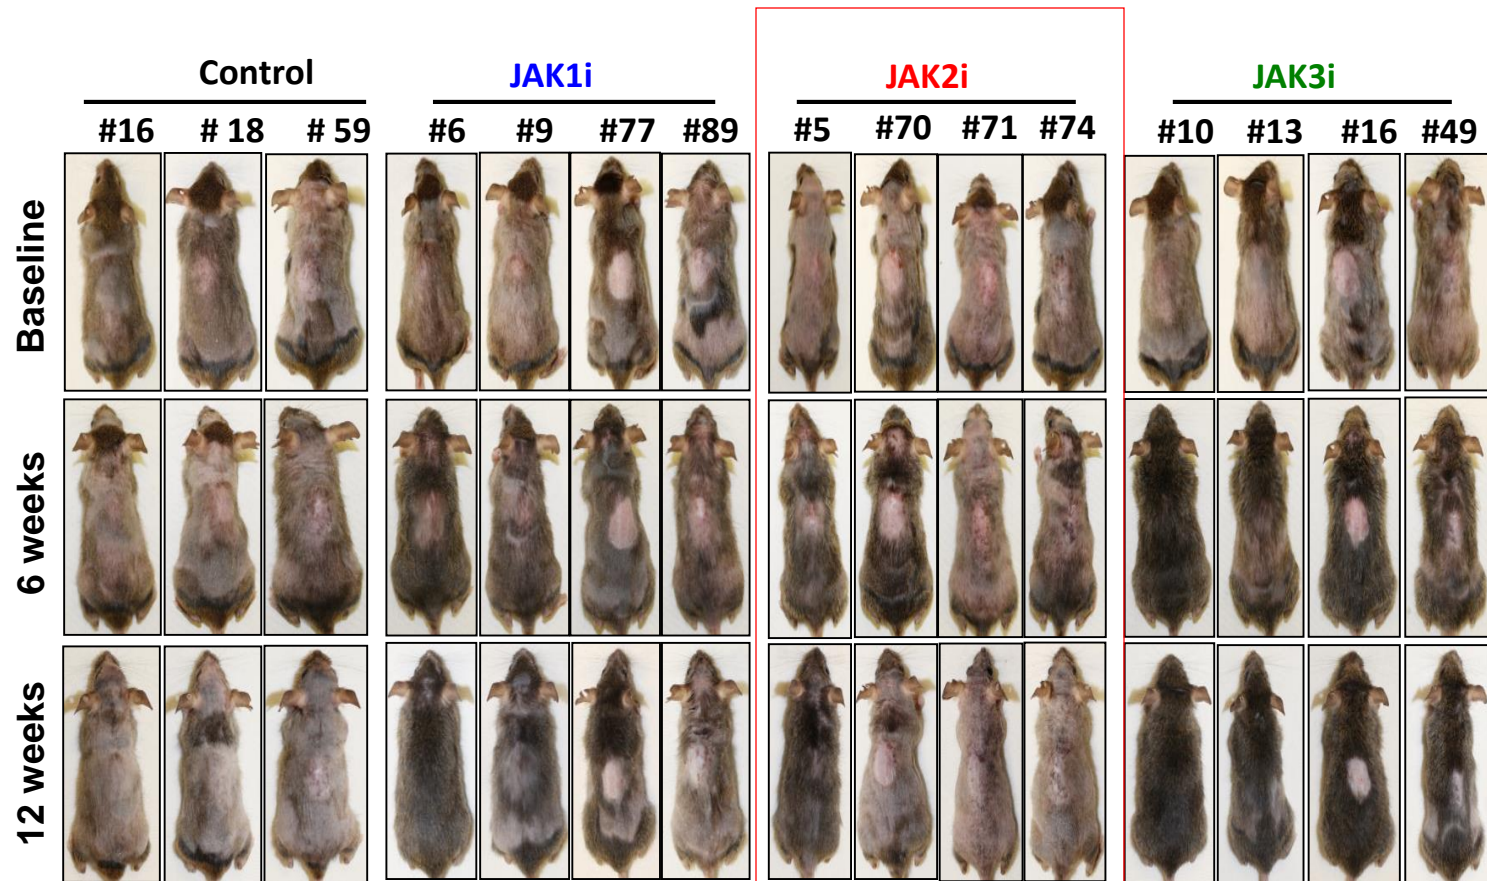 Control JAK1i JAK2i JAK3i
#16 # 18 # 59 #6 #9 #77 #89 #5 #70 #71 #74 #10 #13 #16 #49
Baseline
6 weeks
12 weeks